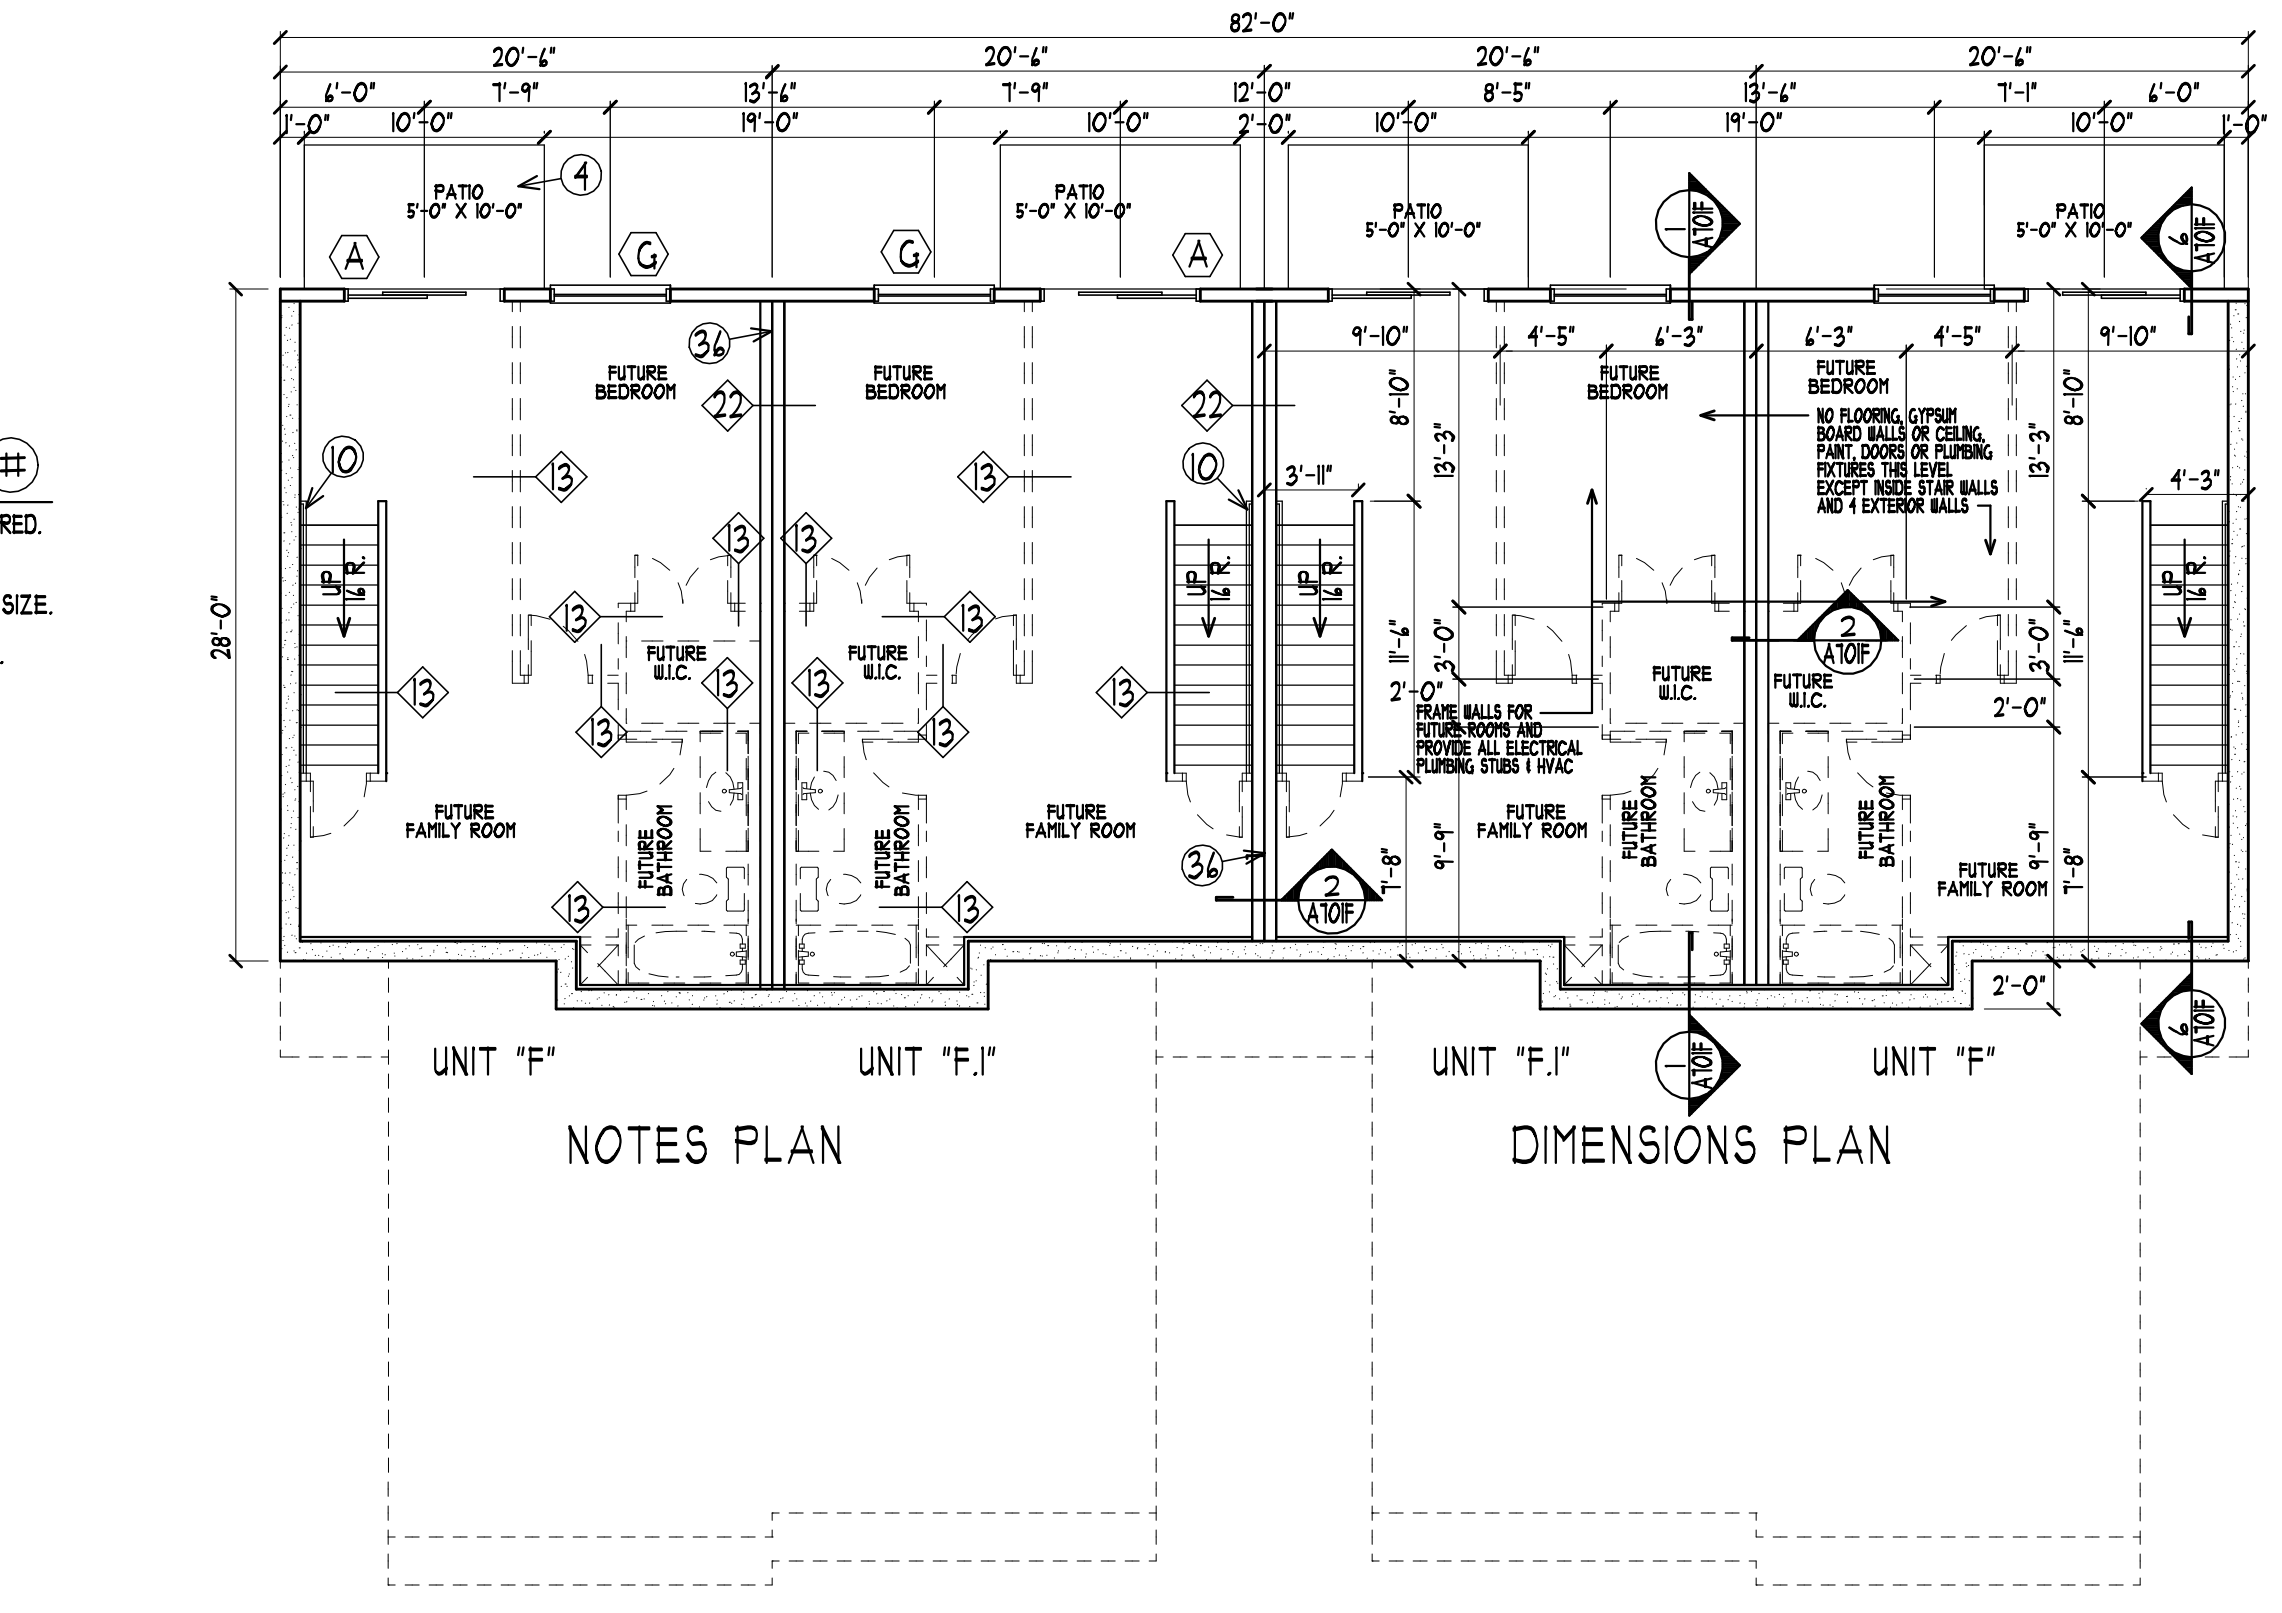 82'-0"
20'-6" 20'-6" 20'-6" 20'-6"
6'-0" 7'-9" 13'-6" 7'-9" 12'-0" 8'-5" 13'-6" 7'-1" 6'-0"
1'-0" 10'-0" 19'-0" 10'-0" 2'-0" 10'-0" 19'-0" 10'-0" 1'-0"
4
PATIO
5'-0" X 10'-0"
PATIO
5'-0" X 10'-0"
PATIO
5'-0" X 10'-0"
PATIO
5'-0" X 10'-0"
1
A701F
6
A701F
A G G A
36
9'-10" 4'-5" 6'-3" 6'-3" 4'-5" 9'-10"
FUTURE
BEDROOM
FUTURE
BEDROOM
FUTURE
BEDROOM
FUTURE
BEDROOM
22 22
8'-10"
13'-3"
13'-3"
8'-10"
NO FLOORING, GYPSUM
BOARD WALLS OR CEILING,
PAINT, DOORS OR PLUMBING
FIXTURES THIS LEVEL
EXCEPT INSIDE STAIR WALLS
AND 4 EXTERIOR WALLS
#
RED.
SIZE.
10 13 13 10
3'-11" 4'-3"
13 13
UP
16 R.
UP
16 R.
UP
16 R.
UP
16 R.
28'-0"
13 13
11'-6"
3'-0"
3'-0"
11'-6"
2
A701F
FUTURE
W.I.C.
FUTURE
W.I.C.
FUTURE
W.I.C.
FUTURE
W.I.C.
13 13 13 13
2'-0" 2'-0"
13 13
FRAME WALLS FOR
FUTURE ROOMS AND
PROVIDE ALL ELECTRICAL
PLUMBING STUBS & HVAC
FUTURE
FAMILY ROOM
FUTURE
FAMILY ROOM
FUTURE
FAMILY ROOM
FUTURE
FAMILY ROOM
FUTURE
BATHROOM
FUTURE
BATHROOM
FUTURE
BATHROOM
FUTURE
BATHROOM
36
7'-8"
9'-9"
9'-9"
7'-8"
2
A701F
13 13
2'-0"
UNIT "F" UNIT "F.1" UNIT "F.1" UNIT "F"
1
A701F
6
A701F
NOTES PLAN DIMENSIONS PLAN